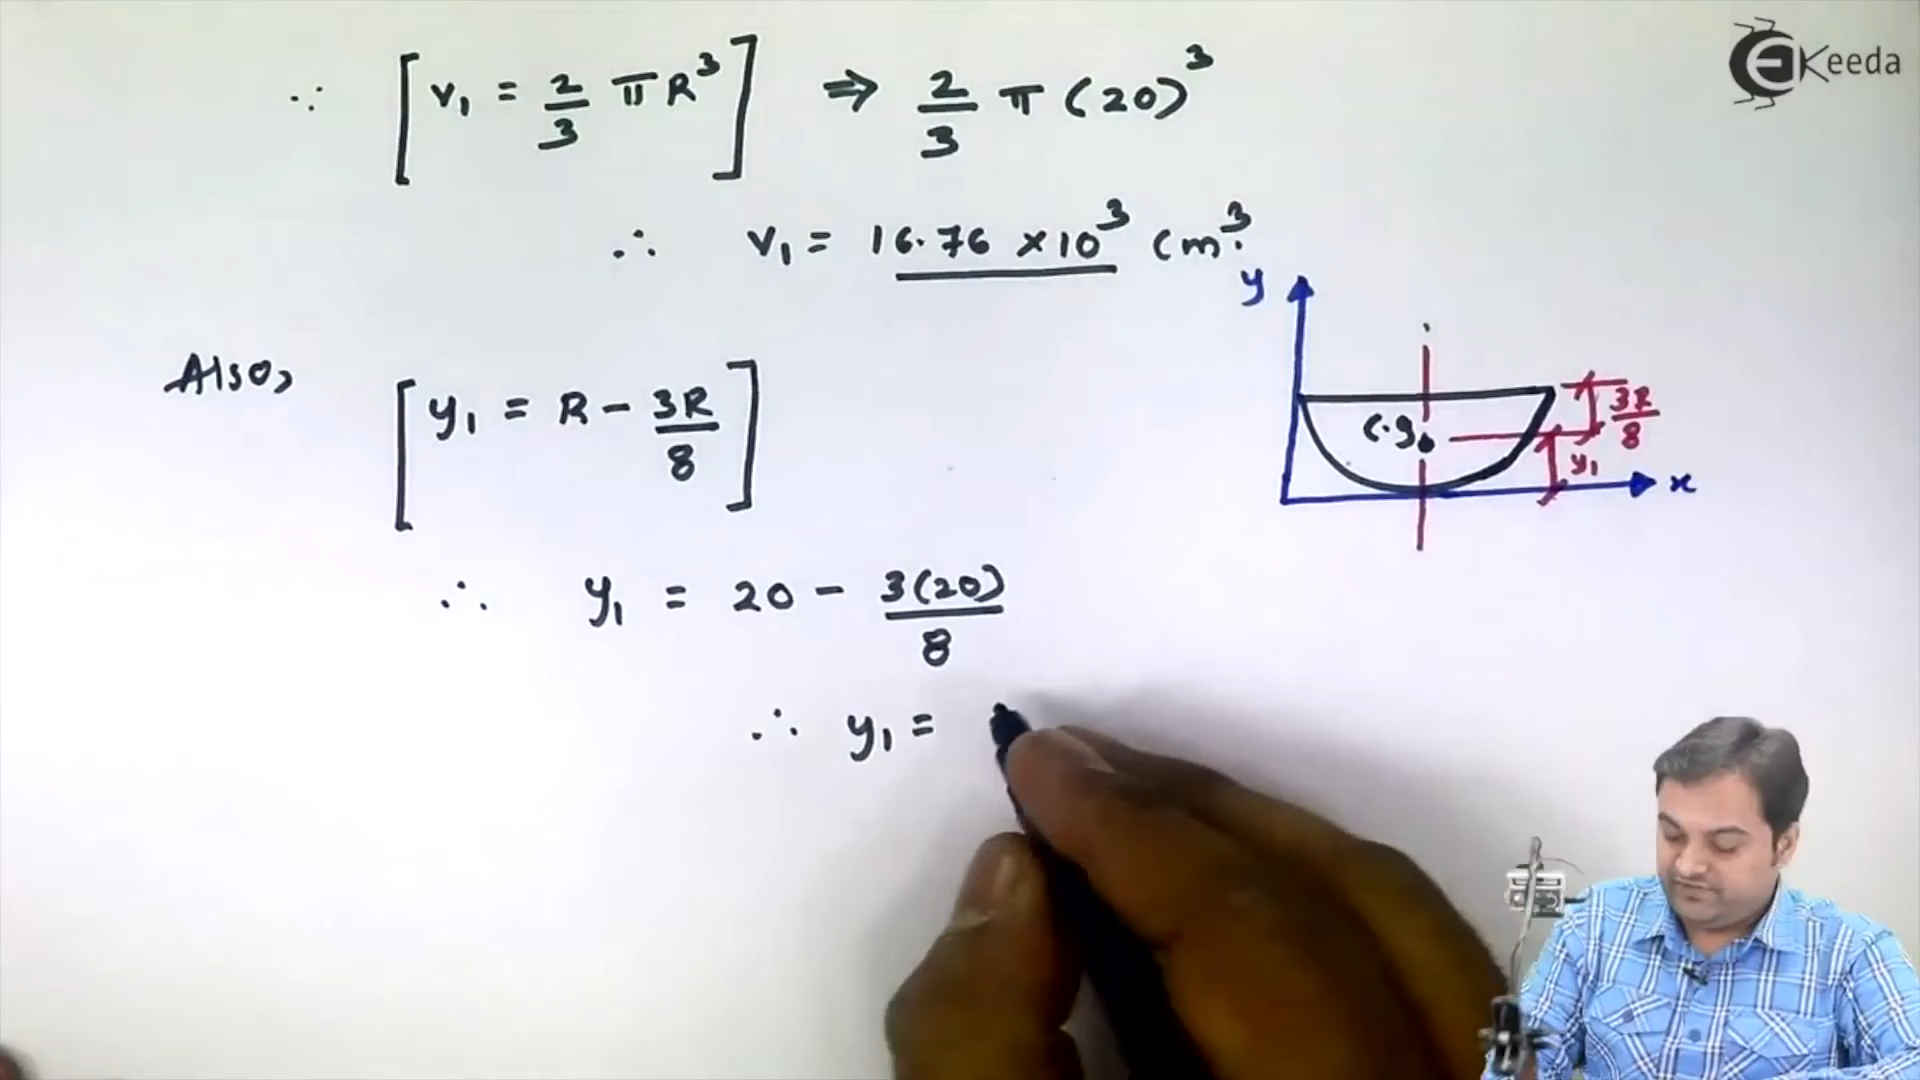 ∵ [v₁ = 2/3 π R³] ⇒ 2/3 π (20)³
∴ v₁ = 16.76 × 10³ cm³.
Also,
[y₁ = R - 3R/8]
∴ y₁ = 20 - 3(20)/8
∴ y₁ =
y
c.g.
3R/8
y₁
x
Ekeeda